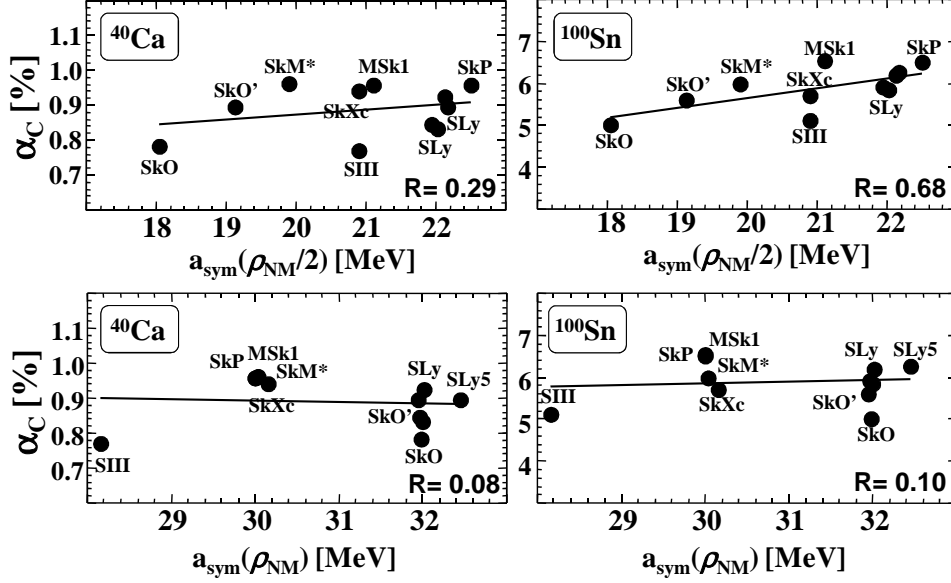 ⁴⁰Ca
1.1
1.0
0.9
0.8
0.7
α_C [%]
SkO
SkO'
SkM*
SkXc
SIII
MSk1
SLy
SkP
R= 0.29
18 19 20 21 22
a_sym(ρ_NM/2) [MeV]
¹⁰⁰Sn
7
6
5
4
SkO
SkO'
SkM*
MSk1
SkXc
SIII
SLy
SkP
R= 0.68
18 19 20 21 22
a_sym(ρ_NM/2) [MeV]
⁴⁰Ca
1.1
1.0
0.9
0.8
0.7
α_C [%]
SIII
SkP
MSk1
SkM*
SkXc
SLy
SLy5
SkO'
SkO
R= 0.08
29 30 31 32
a_sym(ρ_NM) [MeV]
¹⁰⁰Sn
7
6
5
4
SIII
SkP
MSk1
SkM*
SkXc
SLy
SLy5
SkO'
SkO
R= 0.10
29 30 31 32
a_sym(ρ_NM) [MeV]